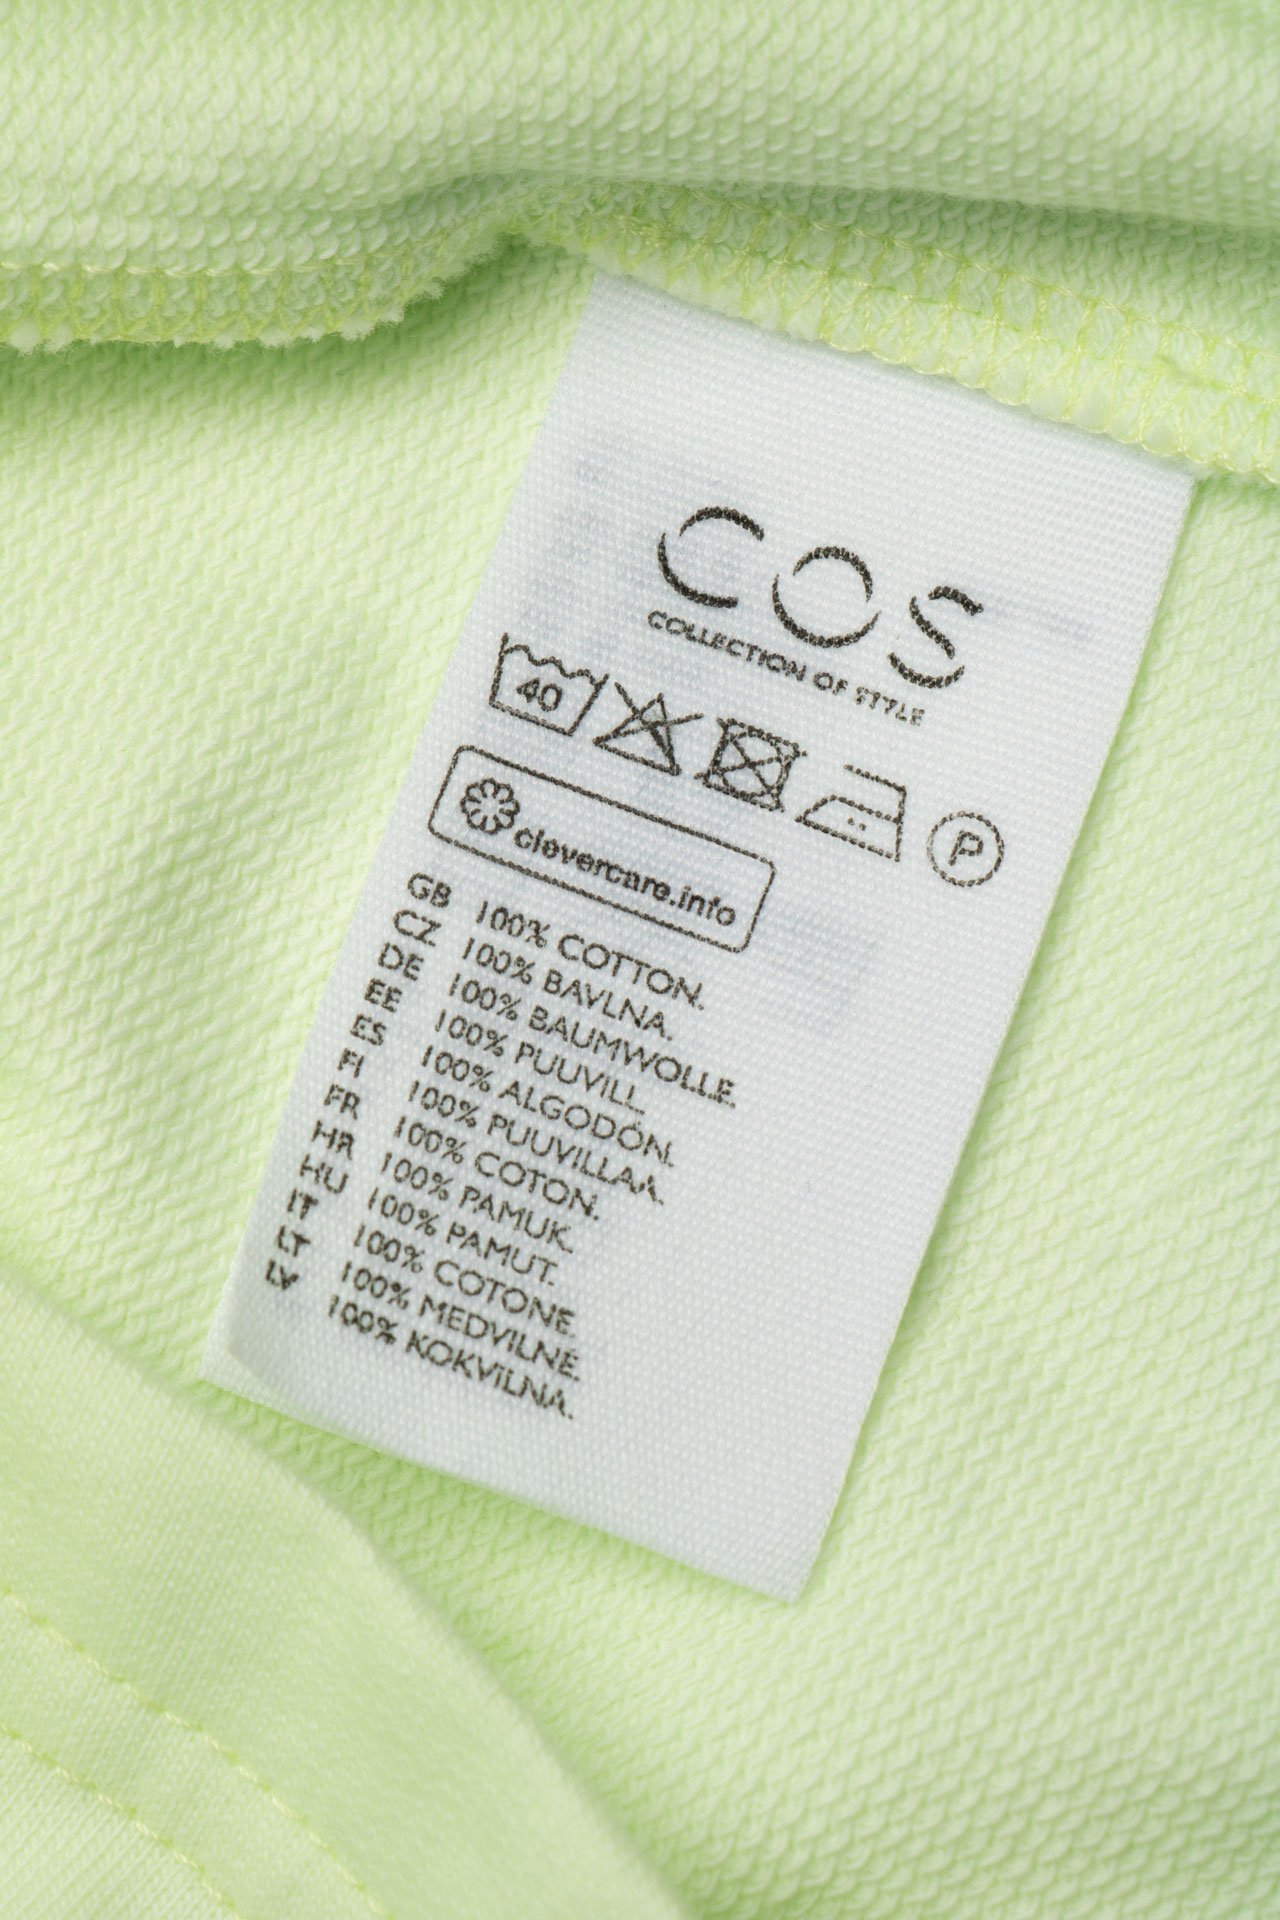 COS
COLLECTION OF STYLE
40
P
clevercare.info
GB 100% COTTON.
CZ 100% BAVLNA.
DE 100% BAUMWOLLE.
EE 100% PUUVILL.
ES 100% ALGODÓN.
FI 100% PUUVILLAA.
FR 100% COTON.
HR 100% PAMUK.
HU 100% PAMUT.
IT 100% COTONE.
LT 100% MEDVILNĖ.
LV 100% KOKVILNA.